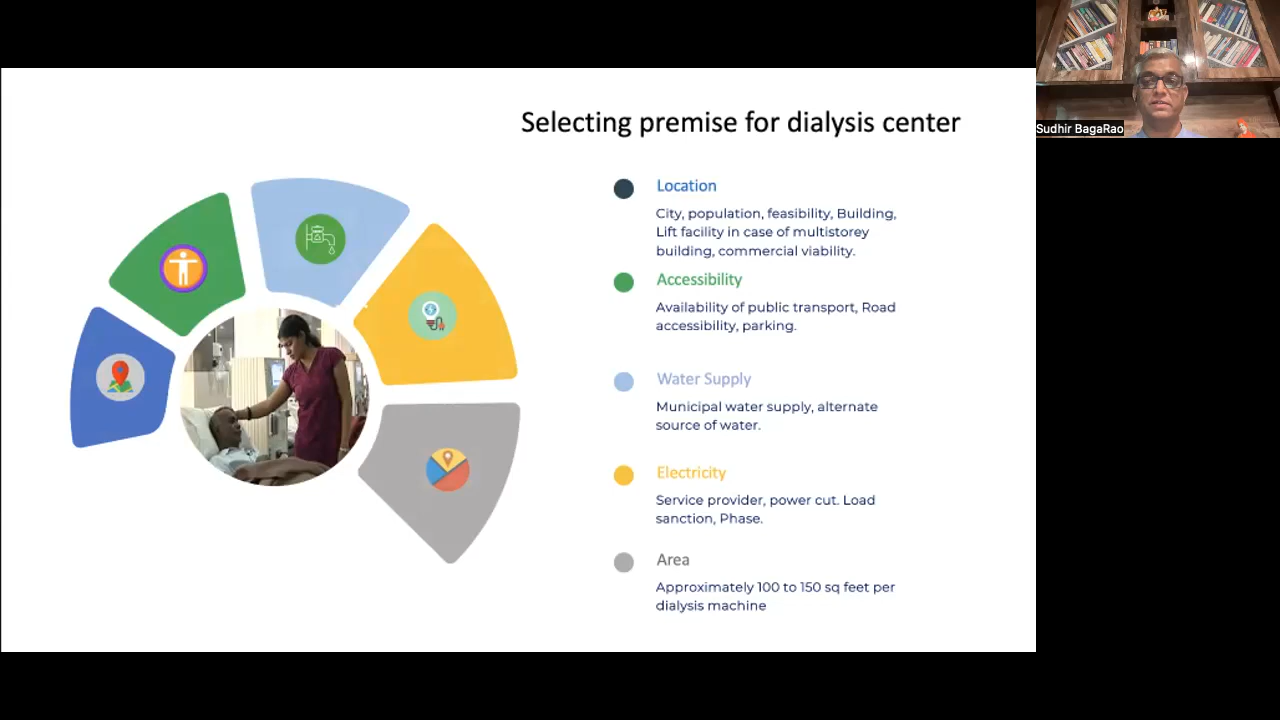 Selecting premise for dialysis center
Sudhir BagaRao
Location
City, population, feasibility, Building,
Lift facility in case of multistorey
building, commercial viability.
Accessibility
Availability of public transport, Road
accessibility, parking.
Water Supply
Municipal water supply, alternate
source of water.
Electricity
Service provider, power cut. Load
sanction, Phase.
Area
Approximately 100 to 150 sq feet per
dialysis machine